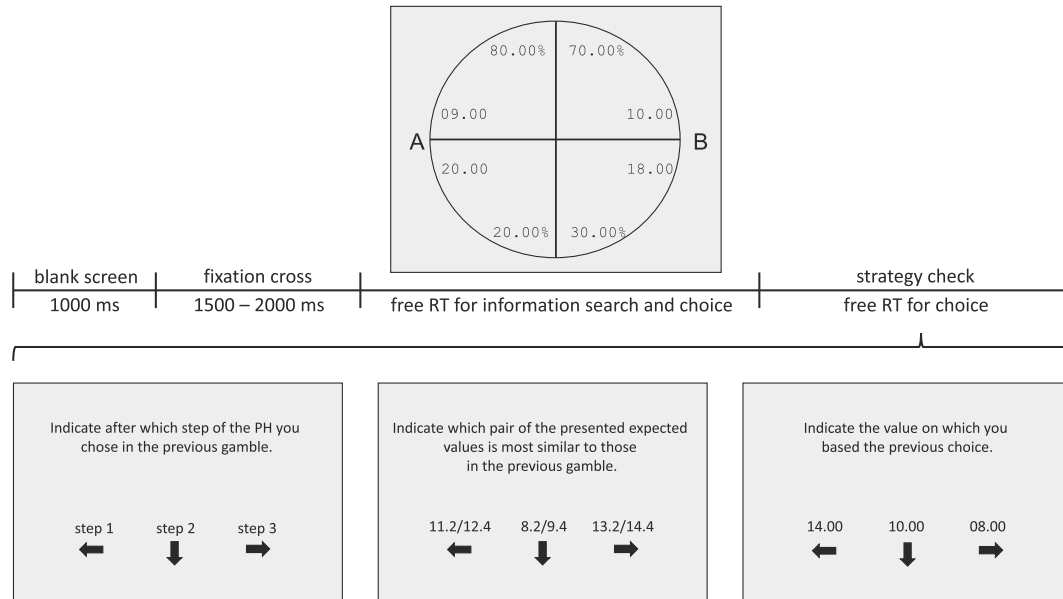 80.00% 70.00%
09.00 10.00
A B
20.00 18.00
20.00% 30.00%
blank screen fixation cross strategy check
1000 ms 1500 – 2000 ms free RT for information search and choice free RT for choice
Indicate after which step of the PH you
chose in the previous gamble.
step 1 step 2 step 3
Indicate which pair of the presented expected
values is most similar to those
in the previous gamble.
11.2/12.4 8.2/9.4 13.2/14.4
Indicate the value on which you
based the previous choice.
14.00 10.00 08.00